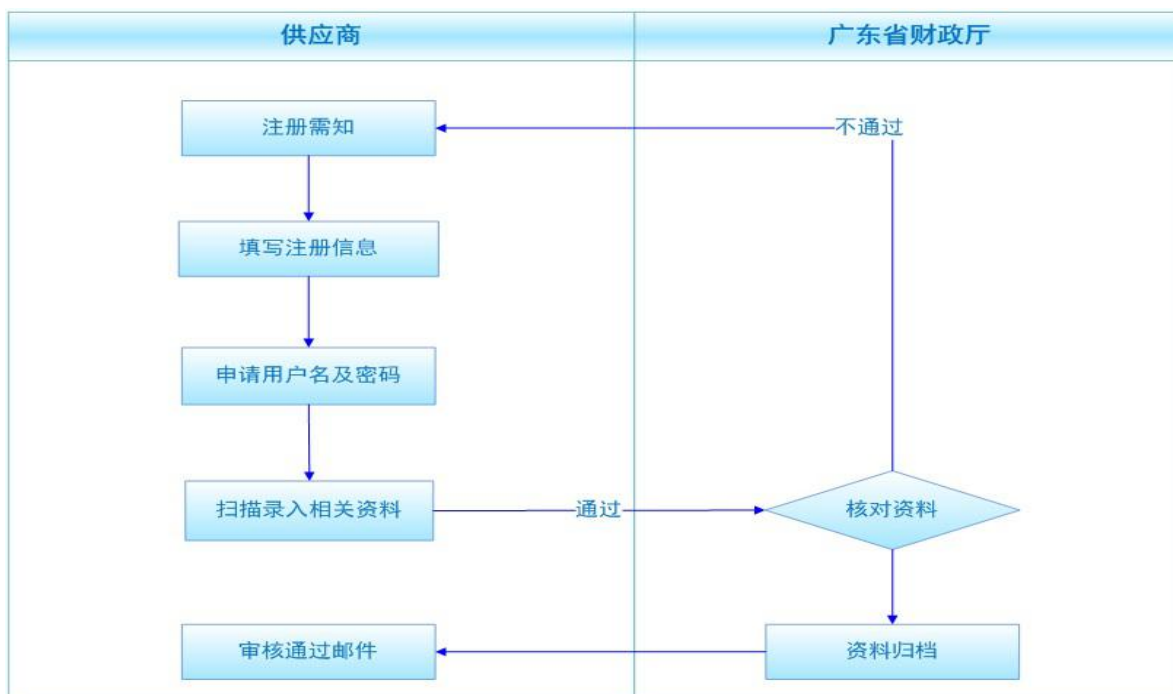 供应商
广东省财政厅
注册需知
不通过
填写注册信息
申请用户名及密码
扫描录入相关资料
通过
核对资料
审核通过邮件
资料归档